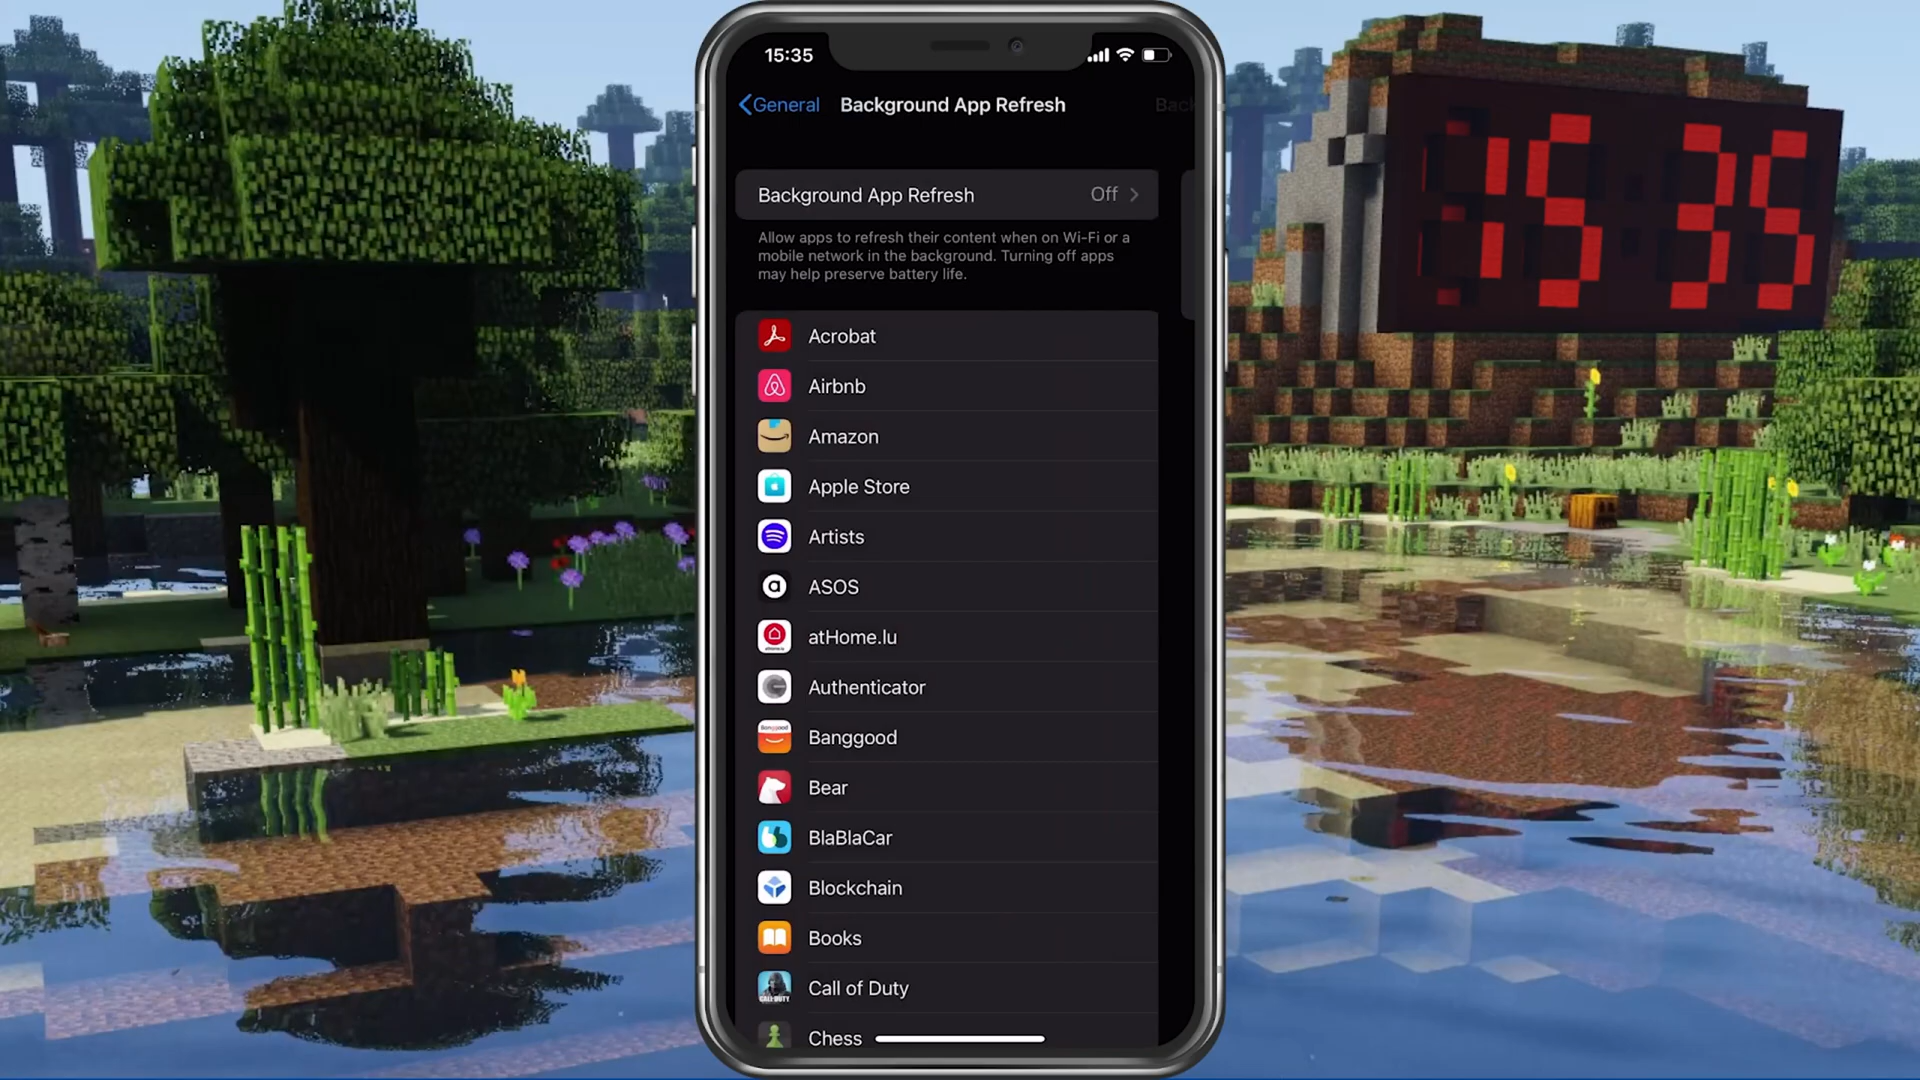 15:35
General
Background App Refresh
Back
Background App Refresh
Off
Allow apps to refresh their content when on Wi-Fi or a
mobile network in the background. Turning off apps
may help preserve battery life.
Acrobat
Airbnb
Amazon
Apple Store
Artists
ASOS
atHome.lu
Authenticator
Banggood
Bear
BlaBlaCar
Blockchain
Books
Call of Duty
Chess